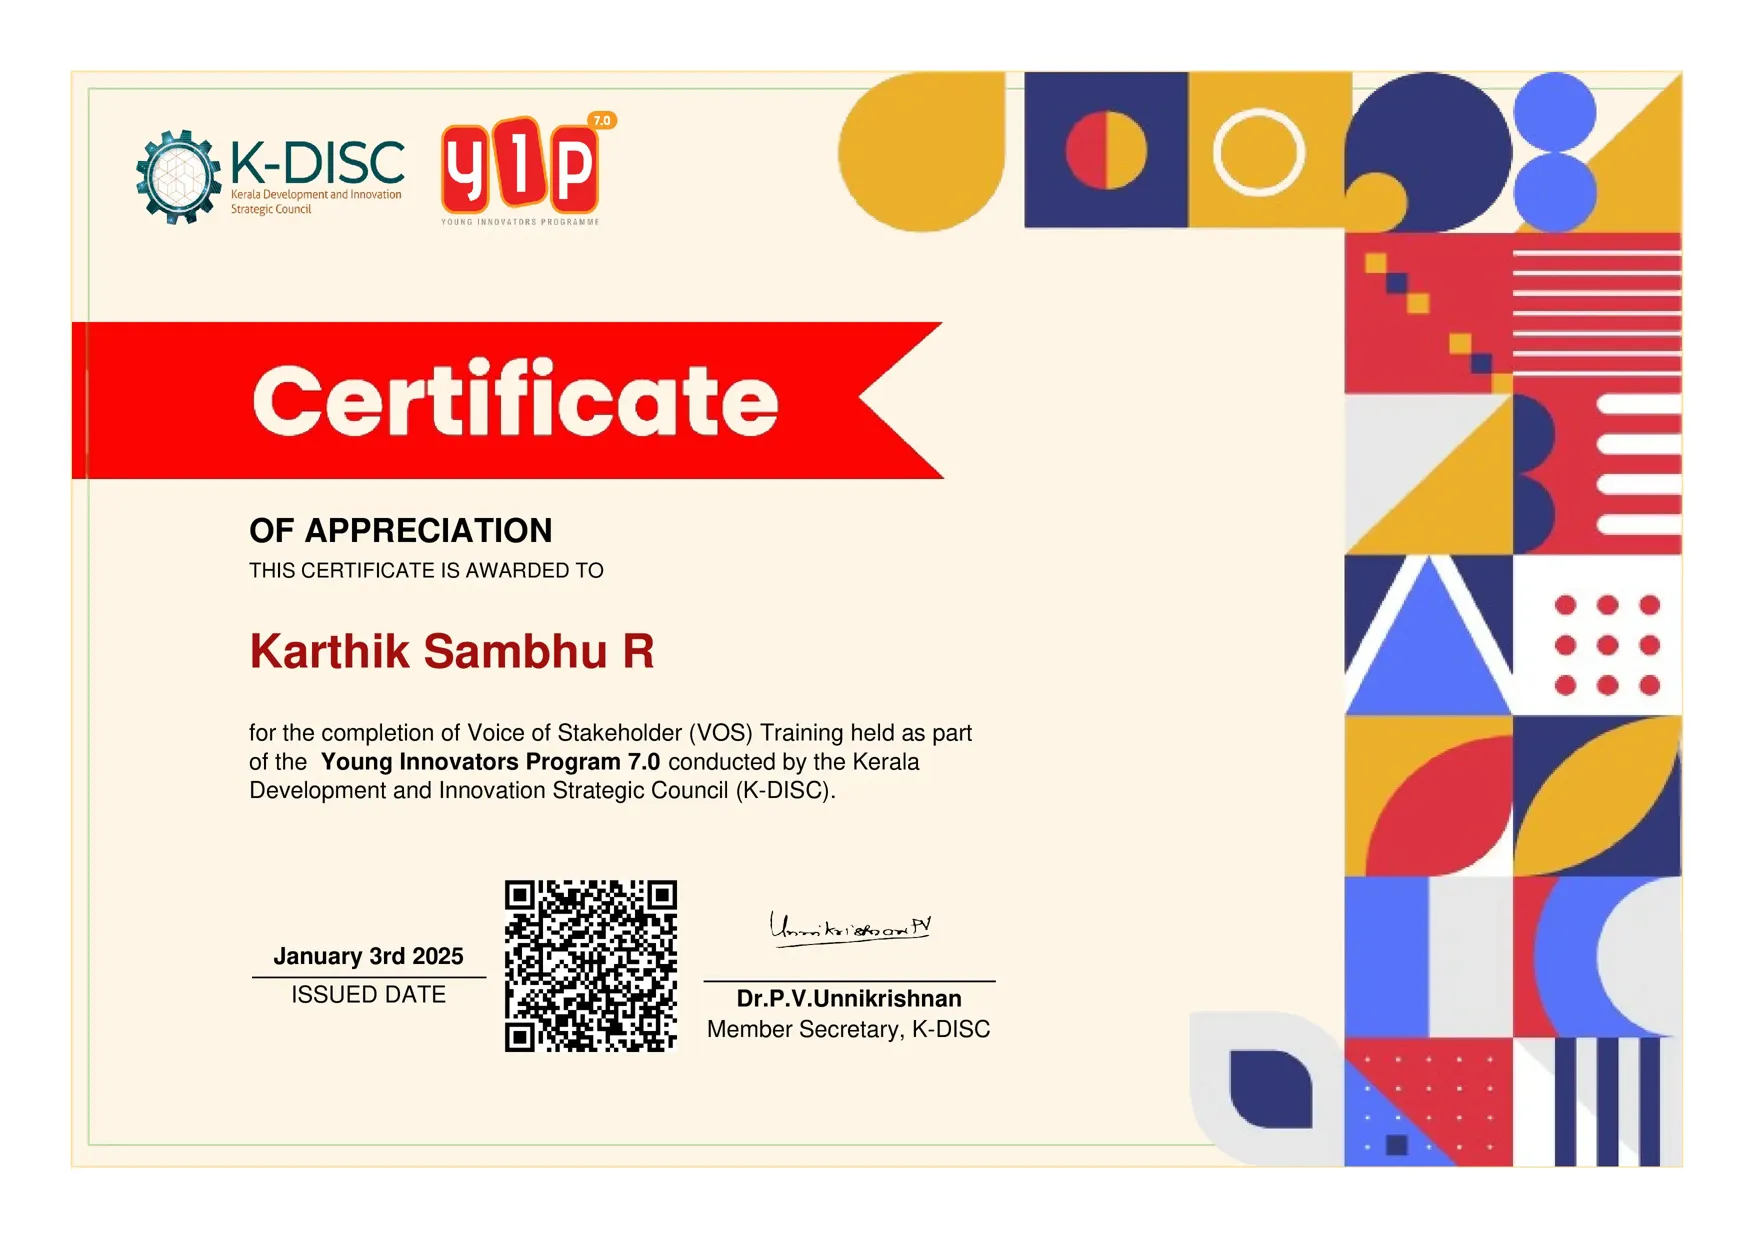 K-DISC
Kerala Development and Innovation
Strategic Council
yip
7.0
YOUNG INNOVATORS PROGRAMME
Certificate
OF APPRECIATION
THIS CERTIFICATE IS AWARDED TO
Karthik Sambhu R
for the completion of Voice of Stakeholder (VOS) Training held as part
of the Young Innovators Program 7.0 conducted by the Kerala
Development and Innovation Strategic Council (K-DISC).
January 3rd 2025
ISSUED DATE
Unnikrishnan PV
Dr.P.V.Unnikrishnan
Member Secretary, K-DISC